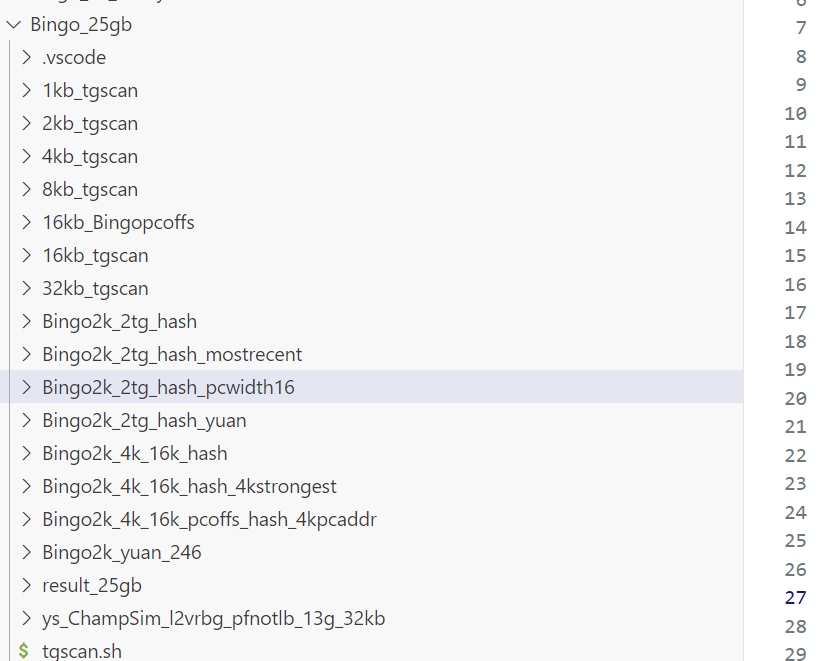 Bingo_25gb
.vscode
1kb_tgscan
2kb_tgscan
4kb_tgscan
8kb_tgscan
16kb_Bingopcoffs
16kb_tgscan
32kb_tgscan
Bingo2k_2tg_hash
Bingo2k_2tg_hash_mostrecent
Bingo2k_2tg_hash_pcwidth16
Bingo2k_2tg_hash_yuan
Bingo2k_4k_16k_hash
Bingo2k_4k_16k_hash_4kstrongest
Bingo2k_4k_16k_pcoffs_hash_4kpcaddr
Bingo2k_yuan_246
result_25gb
ys_ChampSim_l2vrbg_pfnotlb_13g_32kb
$ tgscan.sh
7
8
9
10
11
12
13
14
15
16
17
18
19
20
21
22
23
24
25
26
27
28
29